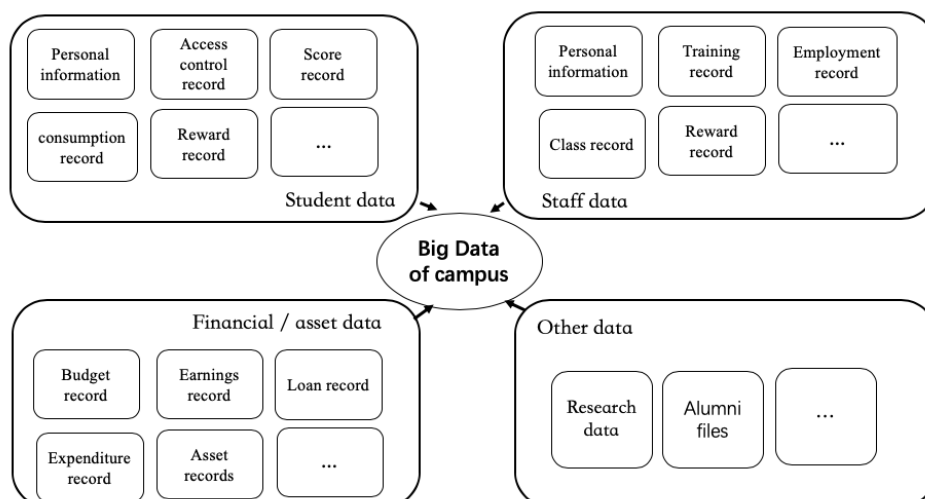 Personal
information
Access
control
record
Score
record
consumption
record
Reward
record
...
Student data
Personal
information
Training
record
Employment
record
Class record
Reward
record
...
Staff data
Big Data
of campus
Financial / asset data
Budget
record
Earnings
record
Loan record
Expenditure
record
Asset
records
...
Other data
Research
data
Alumni
files
...